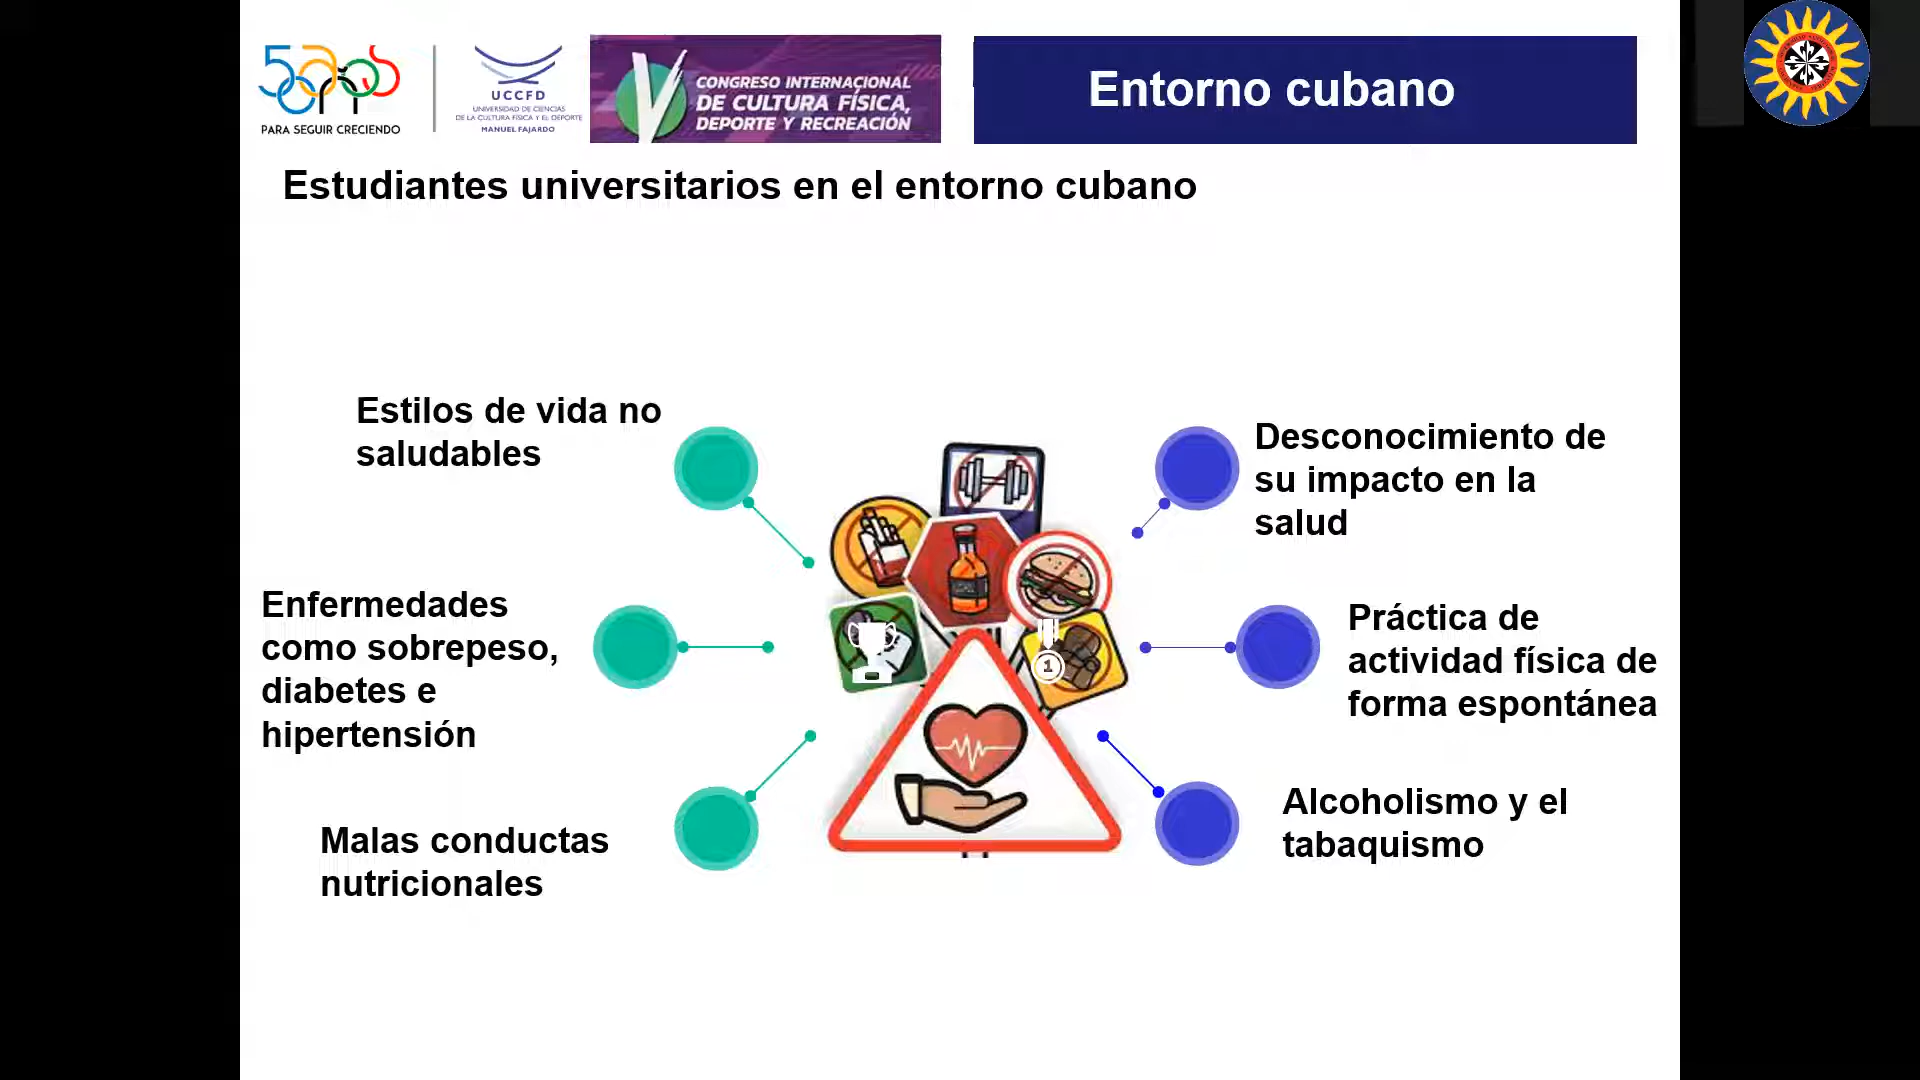 50 AÑOS
PARA SEGUIR CRECIENDO
UCCFD
UNIVERSIDAD DE CIENCIAS
DE LA CULTURA FÍSICA Y EL DEPORTE
MANUEL FAJARDO
V
CONGRESO INTERNACIONAL
DE CULTURA FÍSICA,
DEPORTE Y RECREACIÓN
Entorno cubano
Estudiantes universitarios en el entorno cubano
Estilos de vida no
saludables
Enfermedades
como sobrepeso,
diabetes e
hipertensión
Malas conductas
nutricionales
Desconocimiento de
su impacto en la
salud
Práctica de
actividad física de
forma espontánea
Alcoholismo y el
tabaquismo
1